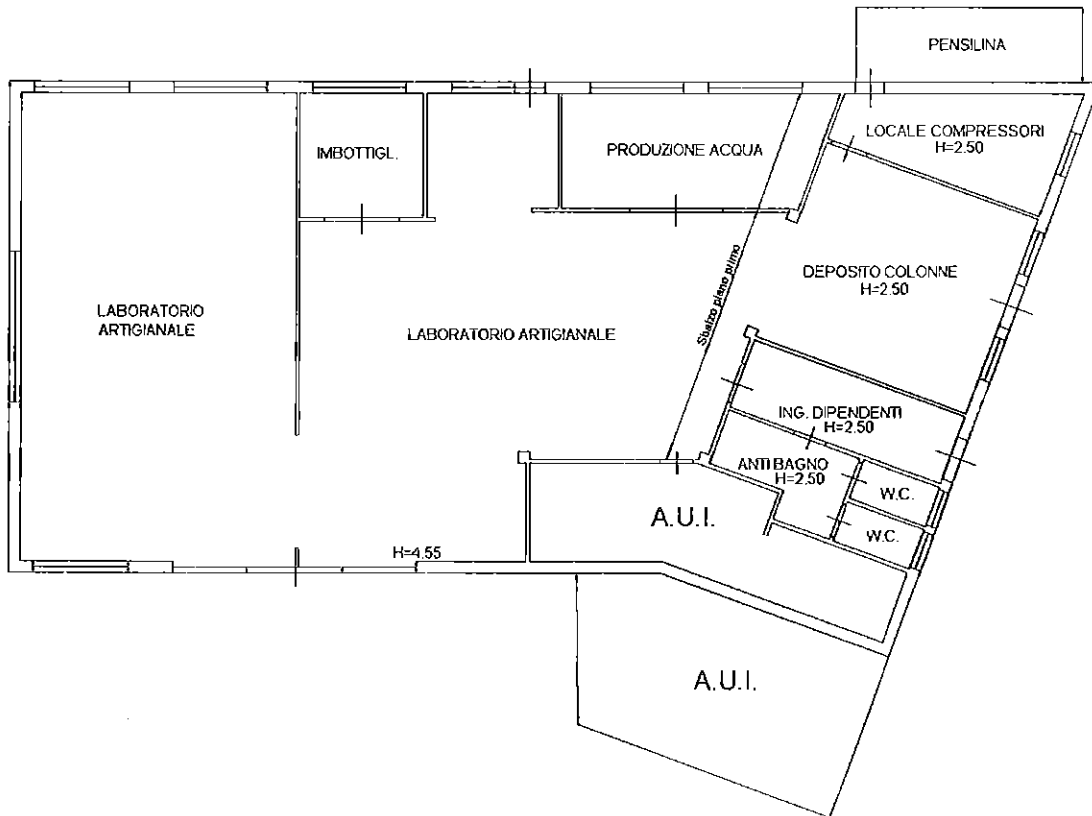 PENSILINA
LOCALE COMPRESSORI
H=2.50
IMBOTTIGL.
PRODUZIONE ACQUA
DEPOSITO COLONNE
H=2.50
Sbalzo piano primo
LABORATORIO
ARTIGIANALE
LABORATORIO ARTIGIANALE
ING. DIPENDENTI
H=2.50
ANTIBAGNO
H=2.50
W.C.
W.C.
A.U.I.
H=4.55
A.U.I.